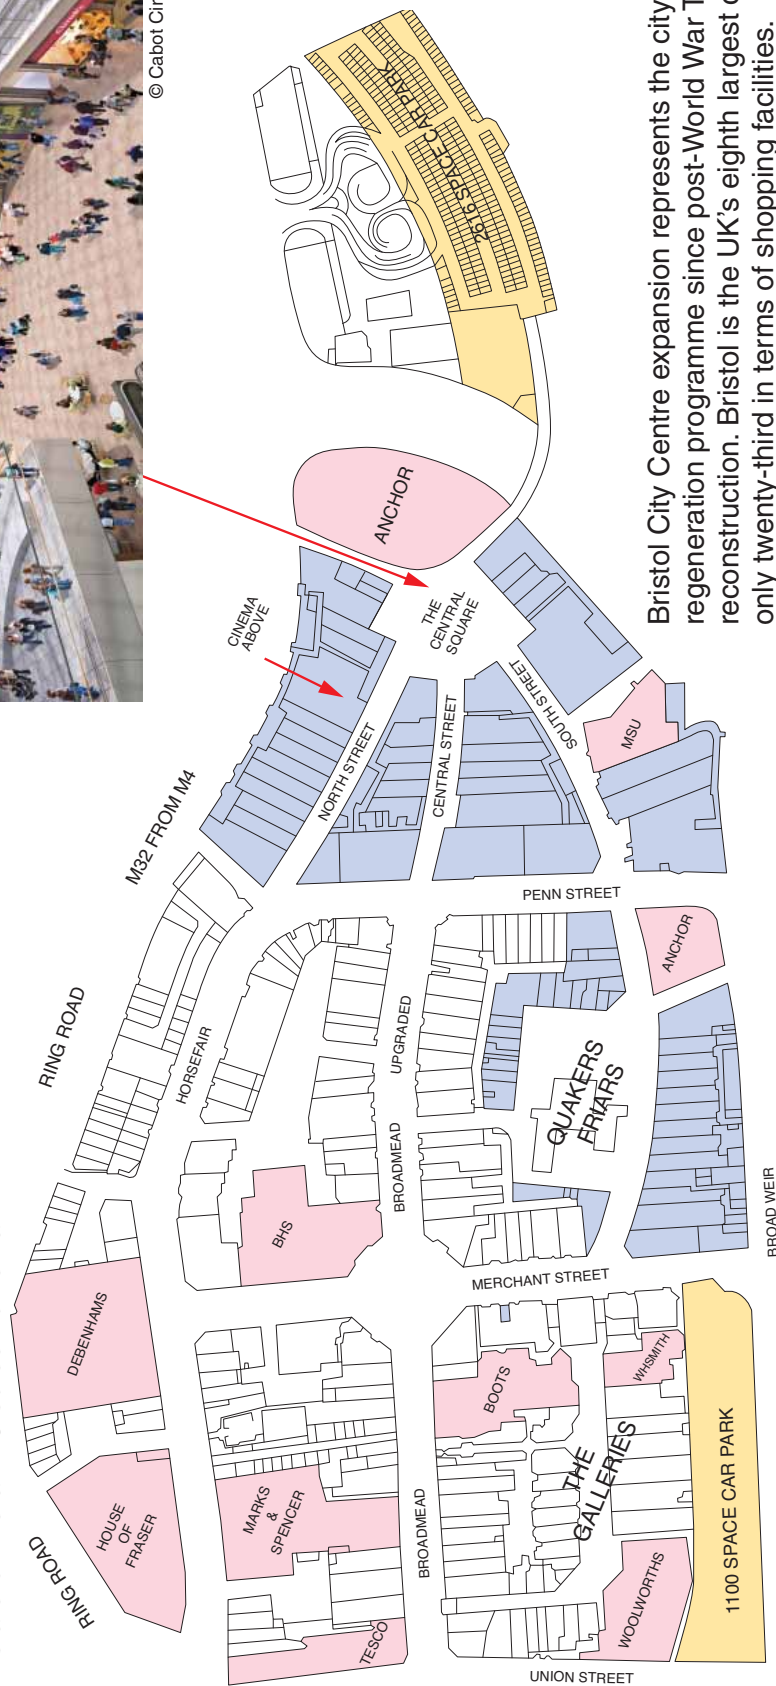 © Cabot Cir
2616 SPACE CAR PARK
ANCHOR
CINEMA
ABOVE
THE
CENTRAL
SQUARE
M32 FROM M4
NORTH STREET
CENTRAL STREET
SOUTH STREET
MSU
PENN STREET
RING ROAD
HORSEFAIR
UPGRADED
BROADMEAD
ANCHOR
QUAKERS
FRIARS
BHS
BROAD WEIR
MERCHANT STREET
DEBENHAMS
BOOTS
WHSMITH
HOUSE
OF
FRASER
RING ROAD
MARKS
&
SPENCER
THE
GALLERIES
BROADMEAD
TESCO
WOOLWORTHS
1100 SPACE CAR PARK
UNION STREET
Bristol City Centre expansion represents the city
regeneration programme since post-World War T
reconstruction. Bristol is the UK's eighth largest c
only twenty-third in terms of shopping facilities.